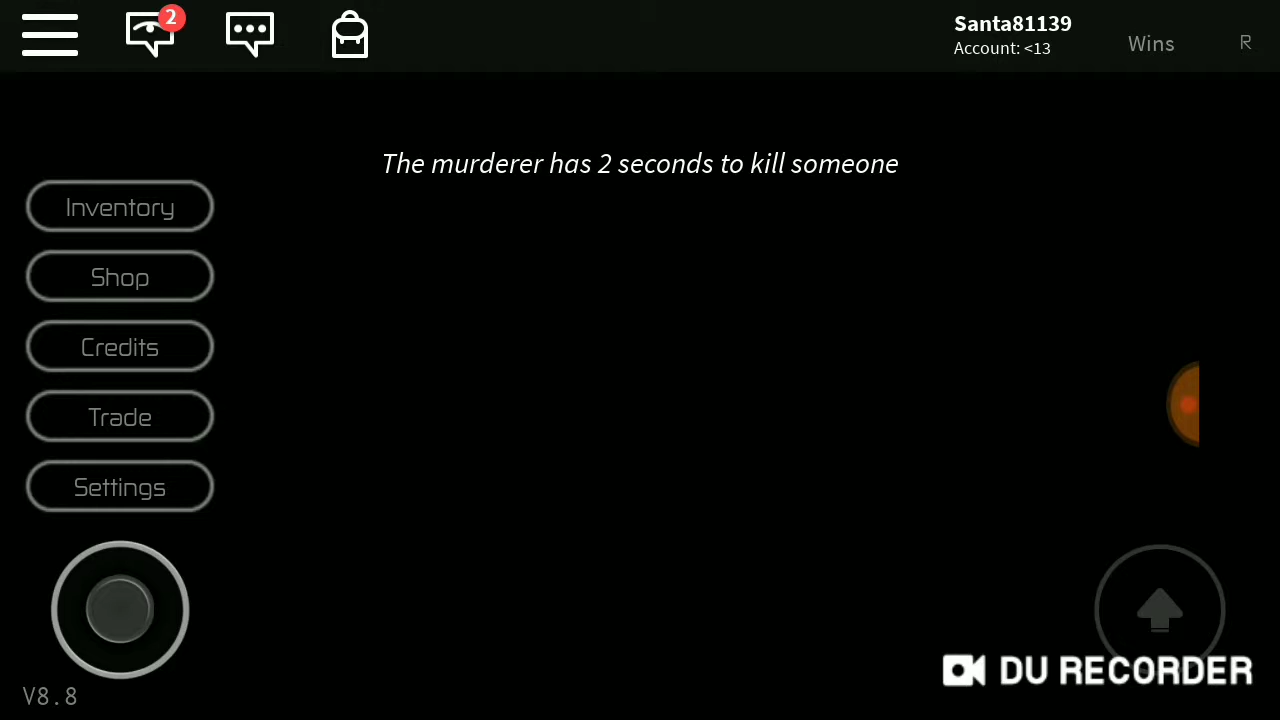 2
Santa81139
Account: <13
Wins
R
The murderer has 2 seconds to kill someone
Inventory
Shop
Credits
Trade
Settings
DU RECORDER
V8.8